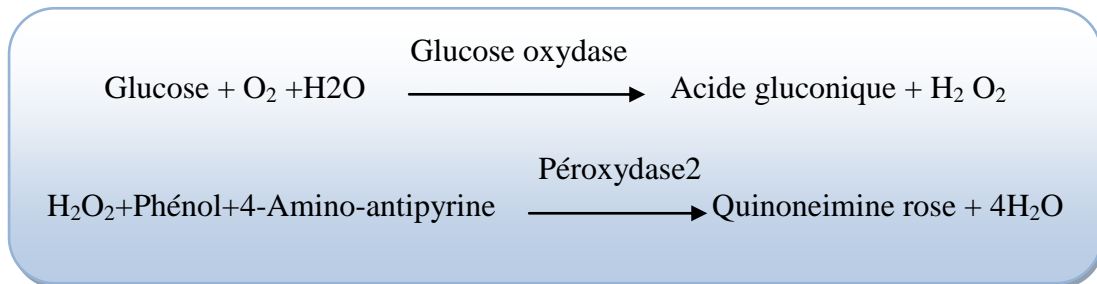 Glucose oxydase
Glucose + O₂ +H2O Acide gluconique + H₂ O₂
Péroxydase2
H₂O₂+Phénol+4-Amino-antipyrine Quinoneimine rose + 4H₂O